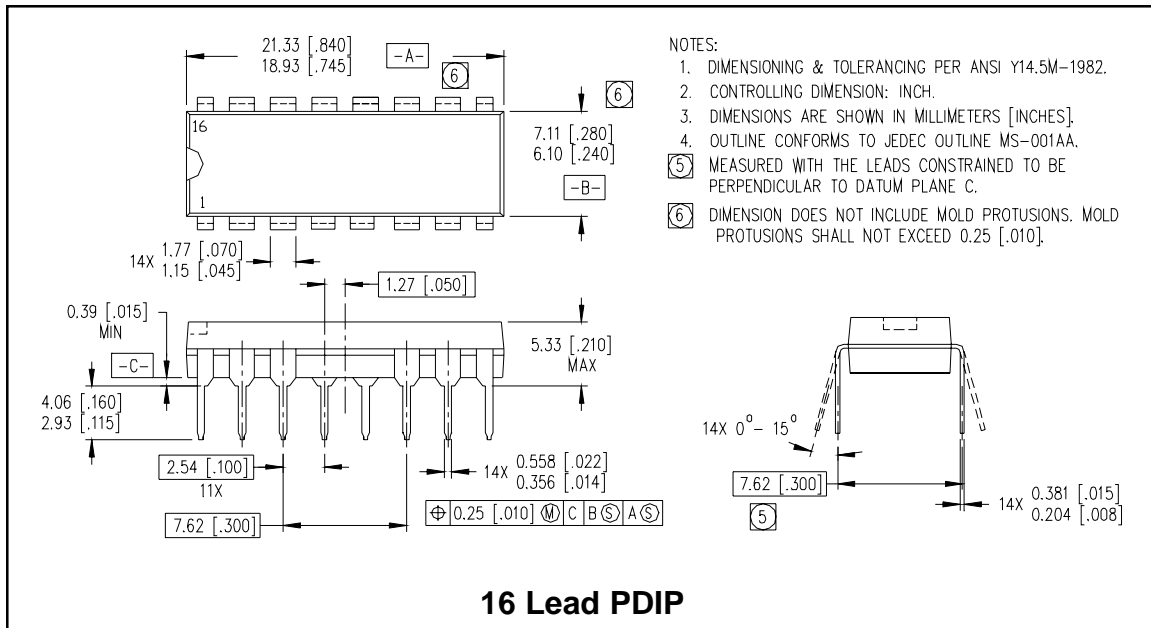 21.33 [.840]
18.93 [.745]
-A-
6
6
16
1
7.11 [.280]
6.10 [.240]
-B-
NOTES:
1. DIMENSIONING & TOLERANCING PER ANSI Y14.5M-1982.
2. CONTROLLING DIMENSION: INCH.
3. DIMENSIONS ARE SHOWN IN MILLIMETERS [INCHES].
4. OUTLINE CONFORMS TO JEDEC OUTLINE MS-001AA.
5 MEASURED WITH THE LEADS CONSTRAINED TO BE
PERPENDICULAR TO DATUM PLANE C.
6 DIMENSION DOES NOT INCLUDE MOLD PROTUSIONS. MOLD
PROTUSIONS SHALL NOT EXCEED 0.25 [.010].
14X 1.77 [.070]
1.15 [.045]
1.27 [.050]
0.39 [.015]
MIN
-C-
5.33 [.210]
MAX
4.06 [.160]
2.93 [.115]
2.54 [.100]
11X
14X 0.558 [.022]
0.356 [.014]
⌖ 0.25 [.010] Ⓜ C B Ⓢ A Ⓢ
7.62 [.300]
14X 0° - 15°
7.62 [.300]
5
14X 0.381 [.015]
0.204 [.008]
16 Lead PDIP